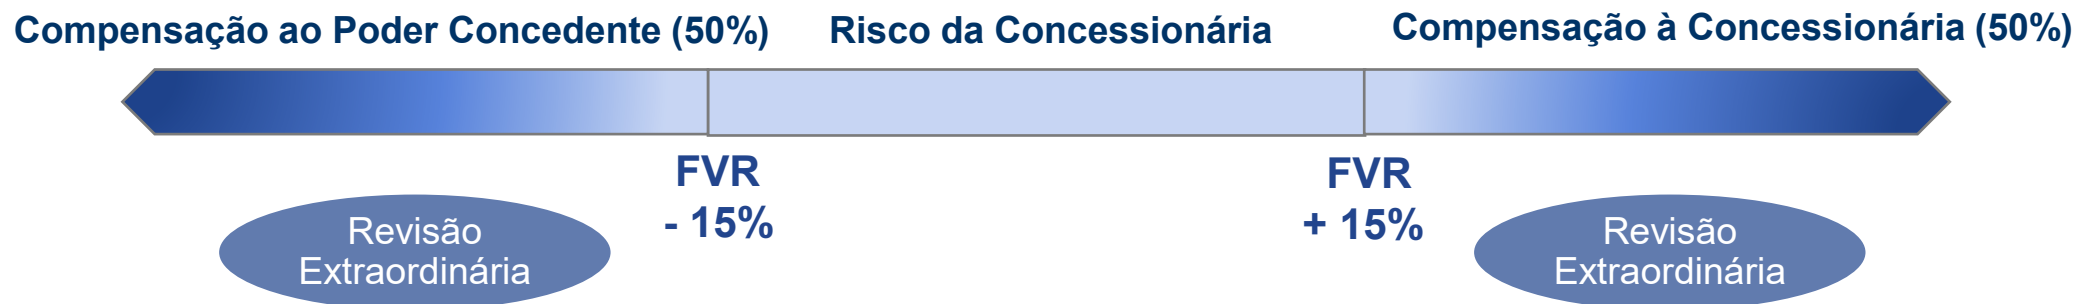 Compensação ao Poder Concedente (50%)
Risco da Concessionária
Compensação à Concessionária (50%)
FVR
- 15%
FVR
+ 15%
Revisão
Extraordinária
Revisão
Extraordinária